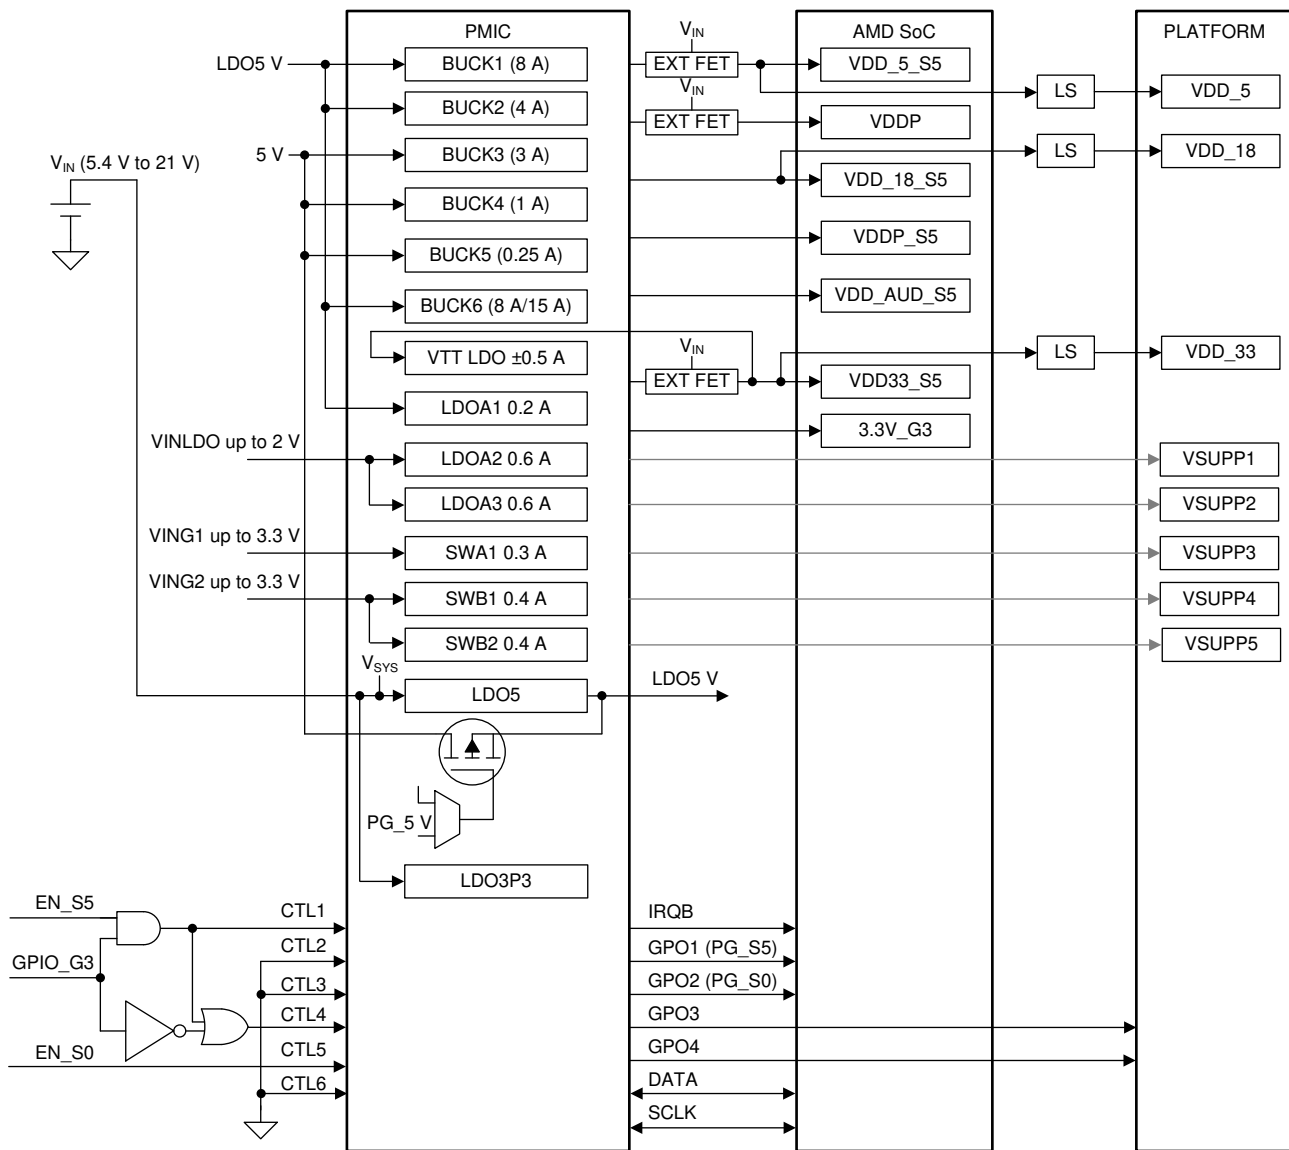 PMIC
AMD SoC
PLATFORM
LDO5 V
BUCK1 (8 A)
VIN
EXT FET
VDD_5_S5
LS
VDD_5
BUCK2 (4 A)
VIN
EXT FET
VDDP
5 V
BUCK3 (3 A)
LS
VDD_18
VIN (5.4 V to 21 V)
VDD_18_S5
BUCK4 (1 A)
VDDP_S5
BUCK5 (0.25 A)
VDD_AUD_S5
BUCK6 (8 A/15 A)
VTT LDO ±0.5 A
VIN
EXT FET
LS
VDD_33
VDD33_S5
LDOA1 0.2 A
3.3V_G3
VINLDO up to 2 V
LDOA2 0.6 A
VSUPP1
LDOA3 0.6 A
VSUPP2
VING1 up to 3.3 V
SWA1 0.3 A
VSUPP3
VING2 up to 3.3 V
SWB1 0.4 A
VSUPP4
SWB2 0.4 A
VSUPP5
VSYS
LDO5
LDO5 V
PG_5 V
LDO3P3
EN_S5
CTL1
IRQB
CTL2
GPO1 (PG_S5)
GPIO_G3
CTL3
GPO2 (PG_S0)
CTL4
GPO3
EN_S0
CTL5
GPO4
CTL6
DATA
SCLK